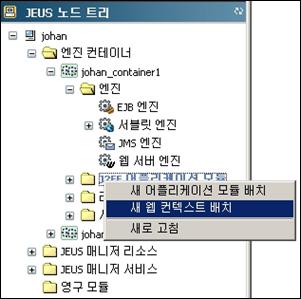 JEUS 노드 트리
johan
엔진 컨테이너
johan_container1
엔진
EJB 엔진
서블릿 엔진
JMS 엔진
웹 서버 엔진
J2EE 어플리케이션 모듈
새 어플리케이션 모듈 배치
새 웹 컨텍스트 배치
새로 고침
JEUS 매니저 리소스
JEUS 매니저 서비스
영구 모듈